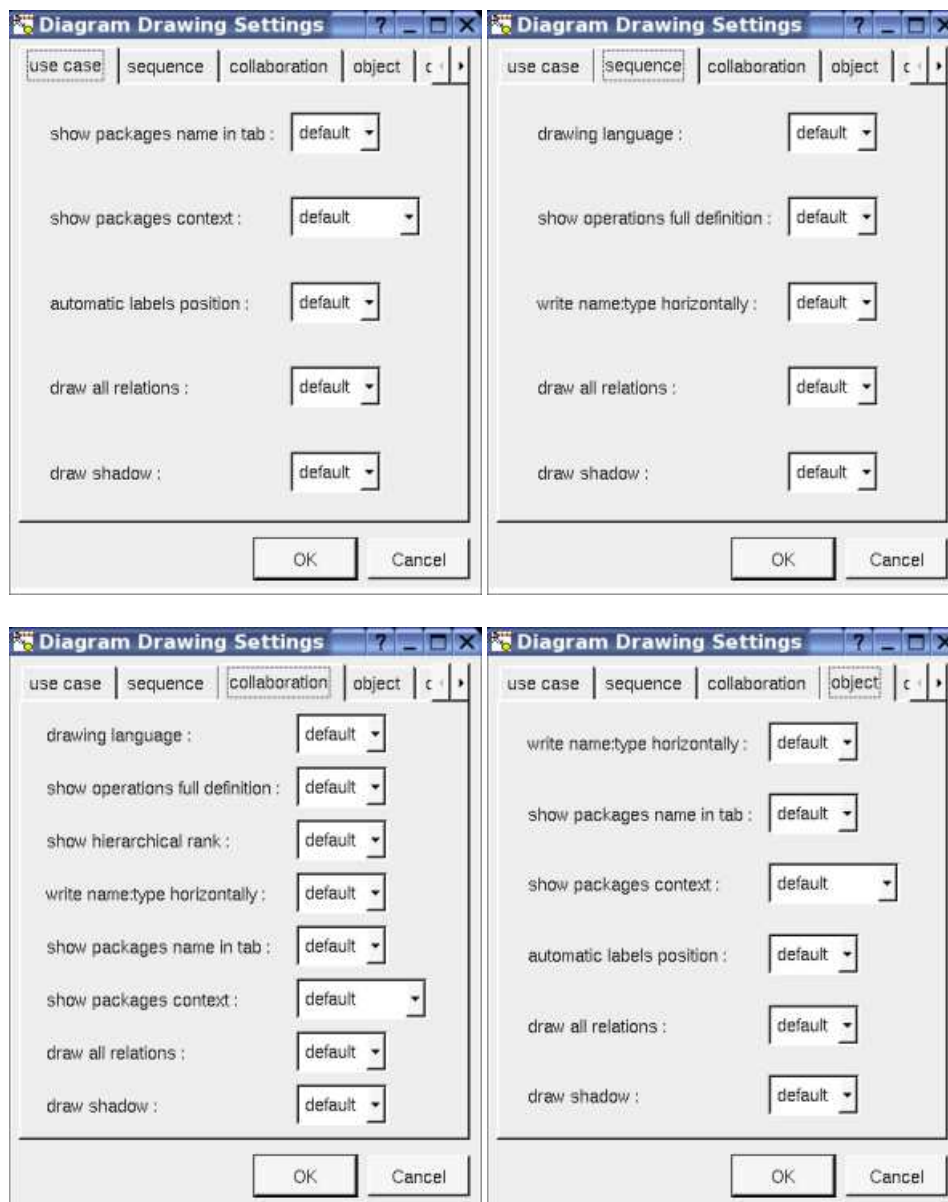 Diagram Drawing Settings
use case sequence collaboration object
show packages name in tab : default
show packages context : default
automatic labels position : default
draw all relations : default
draw shadow : default
OK Cancel
Diagram Drawing Settings
use case sequence collaboration object
drawing language : default
show operations full definition : default
write name:type horizontally : default
draw all relations : default
draw shadow : default
OK Cancel
Diagram Drawing Settings
use case sequence collaboration object
drawing language : default
show operations full definition : default
show hierarchical rank : default
write name:type horizontally : default
show packages name in tab : default
show packages context : default
draw all relations : default
draw shadow : default
OK Cancel
Diagram Drawing Settings
use case sequence collaboration object
write name:type horizontally : default
show packages name in tab : default
show packages context : default
automatic labels position : default
draw all relations : default
draw shadow : default
OK Cancel